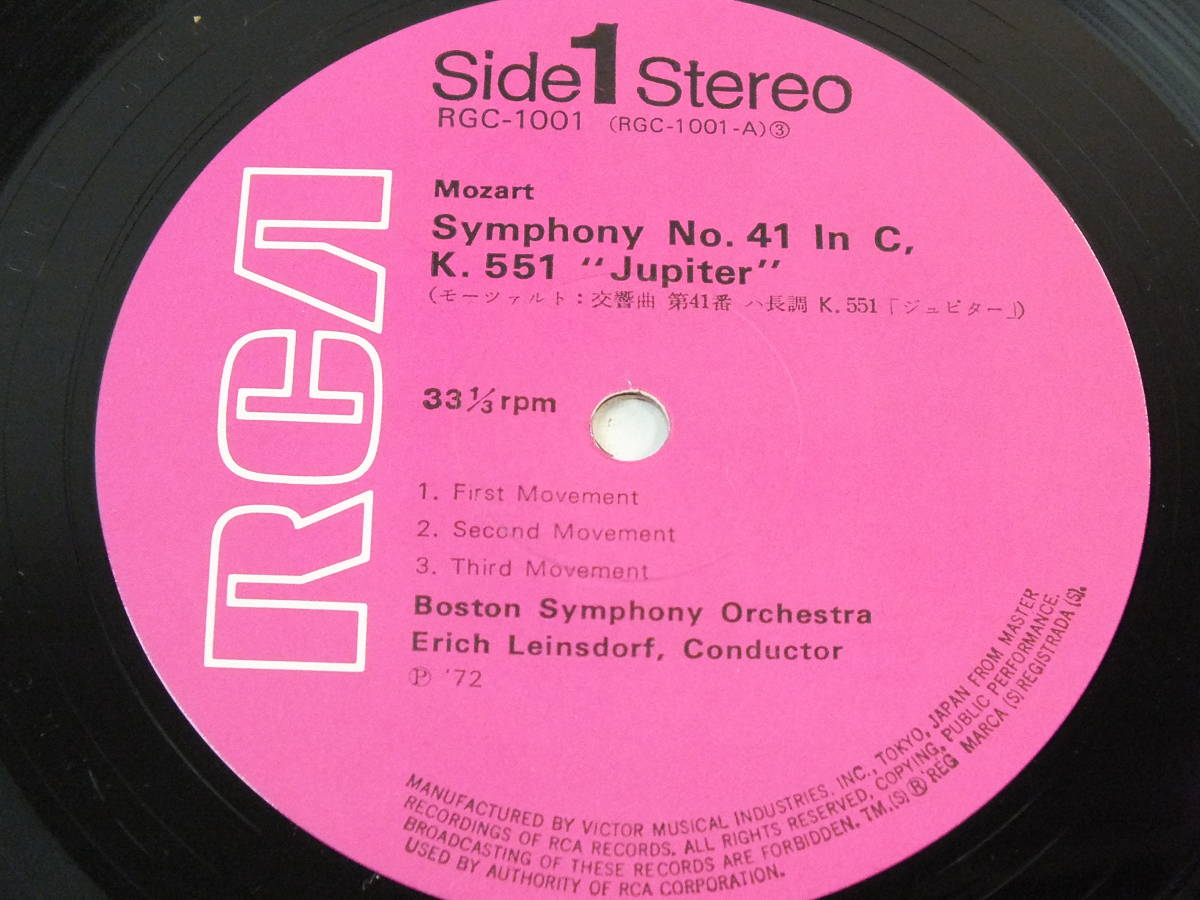 Side 1 Stereo
RGC-1001 (RGC-1001-A)③
RCA
Mozart
Symphony No. 41 In C,
K. 551 "Jupiter"
(モーツァルト：交響曲 第41番 ハ長調 K. 551「ジュピター」)
33 1/3 rpm
1. First Movement
2. Second Movement
3. Third Movement
Boston Symphony Orchestra
Erich Leinsdorf, Conductor
Ⓟ '72
MANUFACTURED BY VICTOR MUSICAL INDUSTRIES, INC., TOKYO, JAPAN FROM MASTER
RECORDINGS OF RCA RECORDS. ALL RIGHTS RESERVED, COPYING, PUBLIC PERFORMANCE,
BROADCASTING OF THESE RECORDS ARE FORBIDDEN. TM.(S) ® REG MARCA (S) REGISTRADA (S).
USED BY AUTHORITY OF RCA CORPORATION.